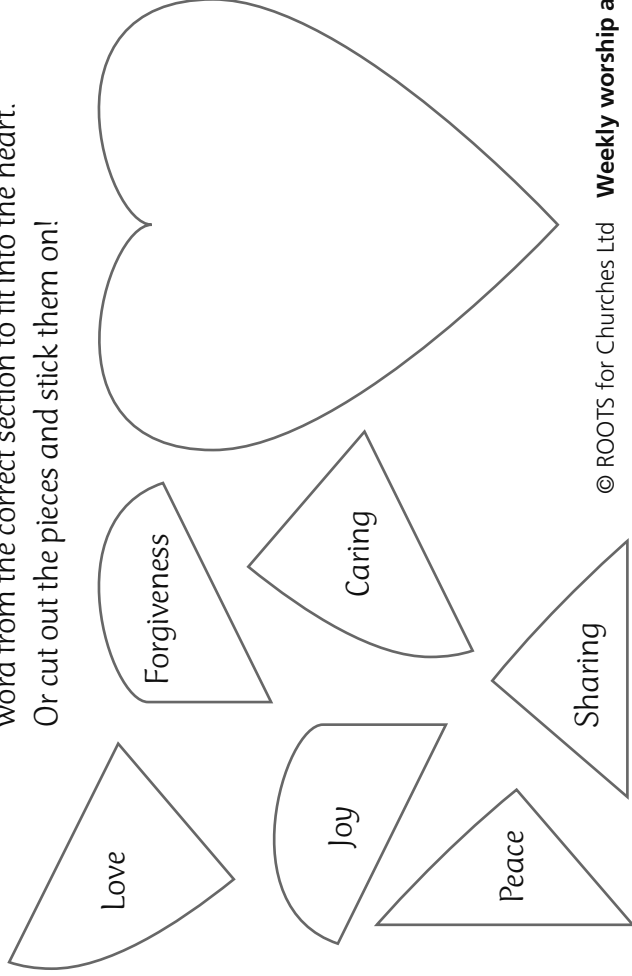 word from the correct section to fit into the heart.
Or cut out the pieces and stick them on!
Love
Forgiveness
Joy
Caring
Peace
Sharing
© ROOTS for Churches Ltd Weekly worship a